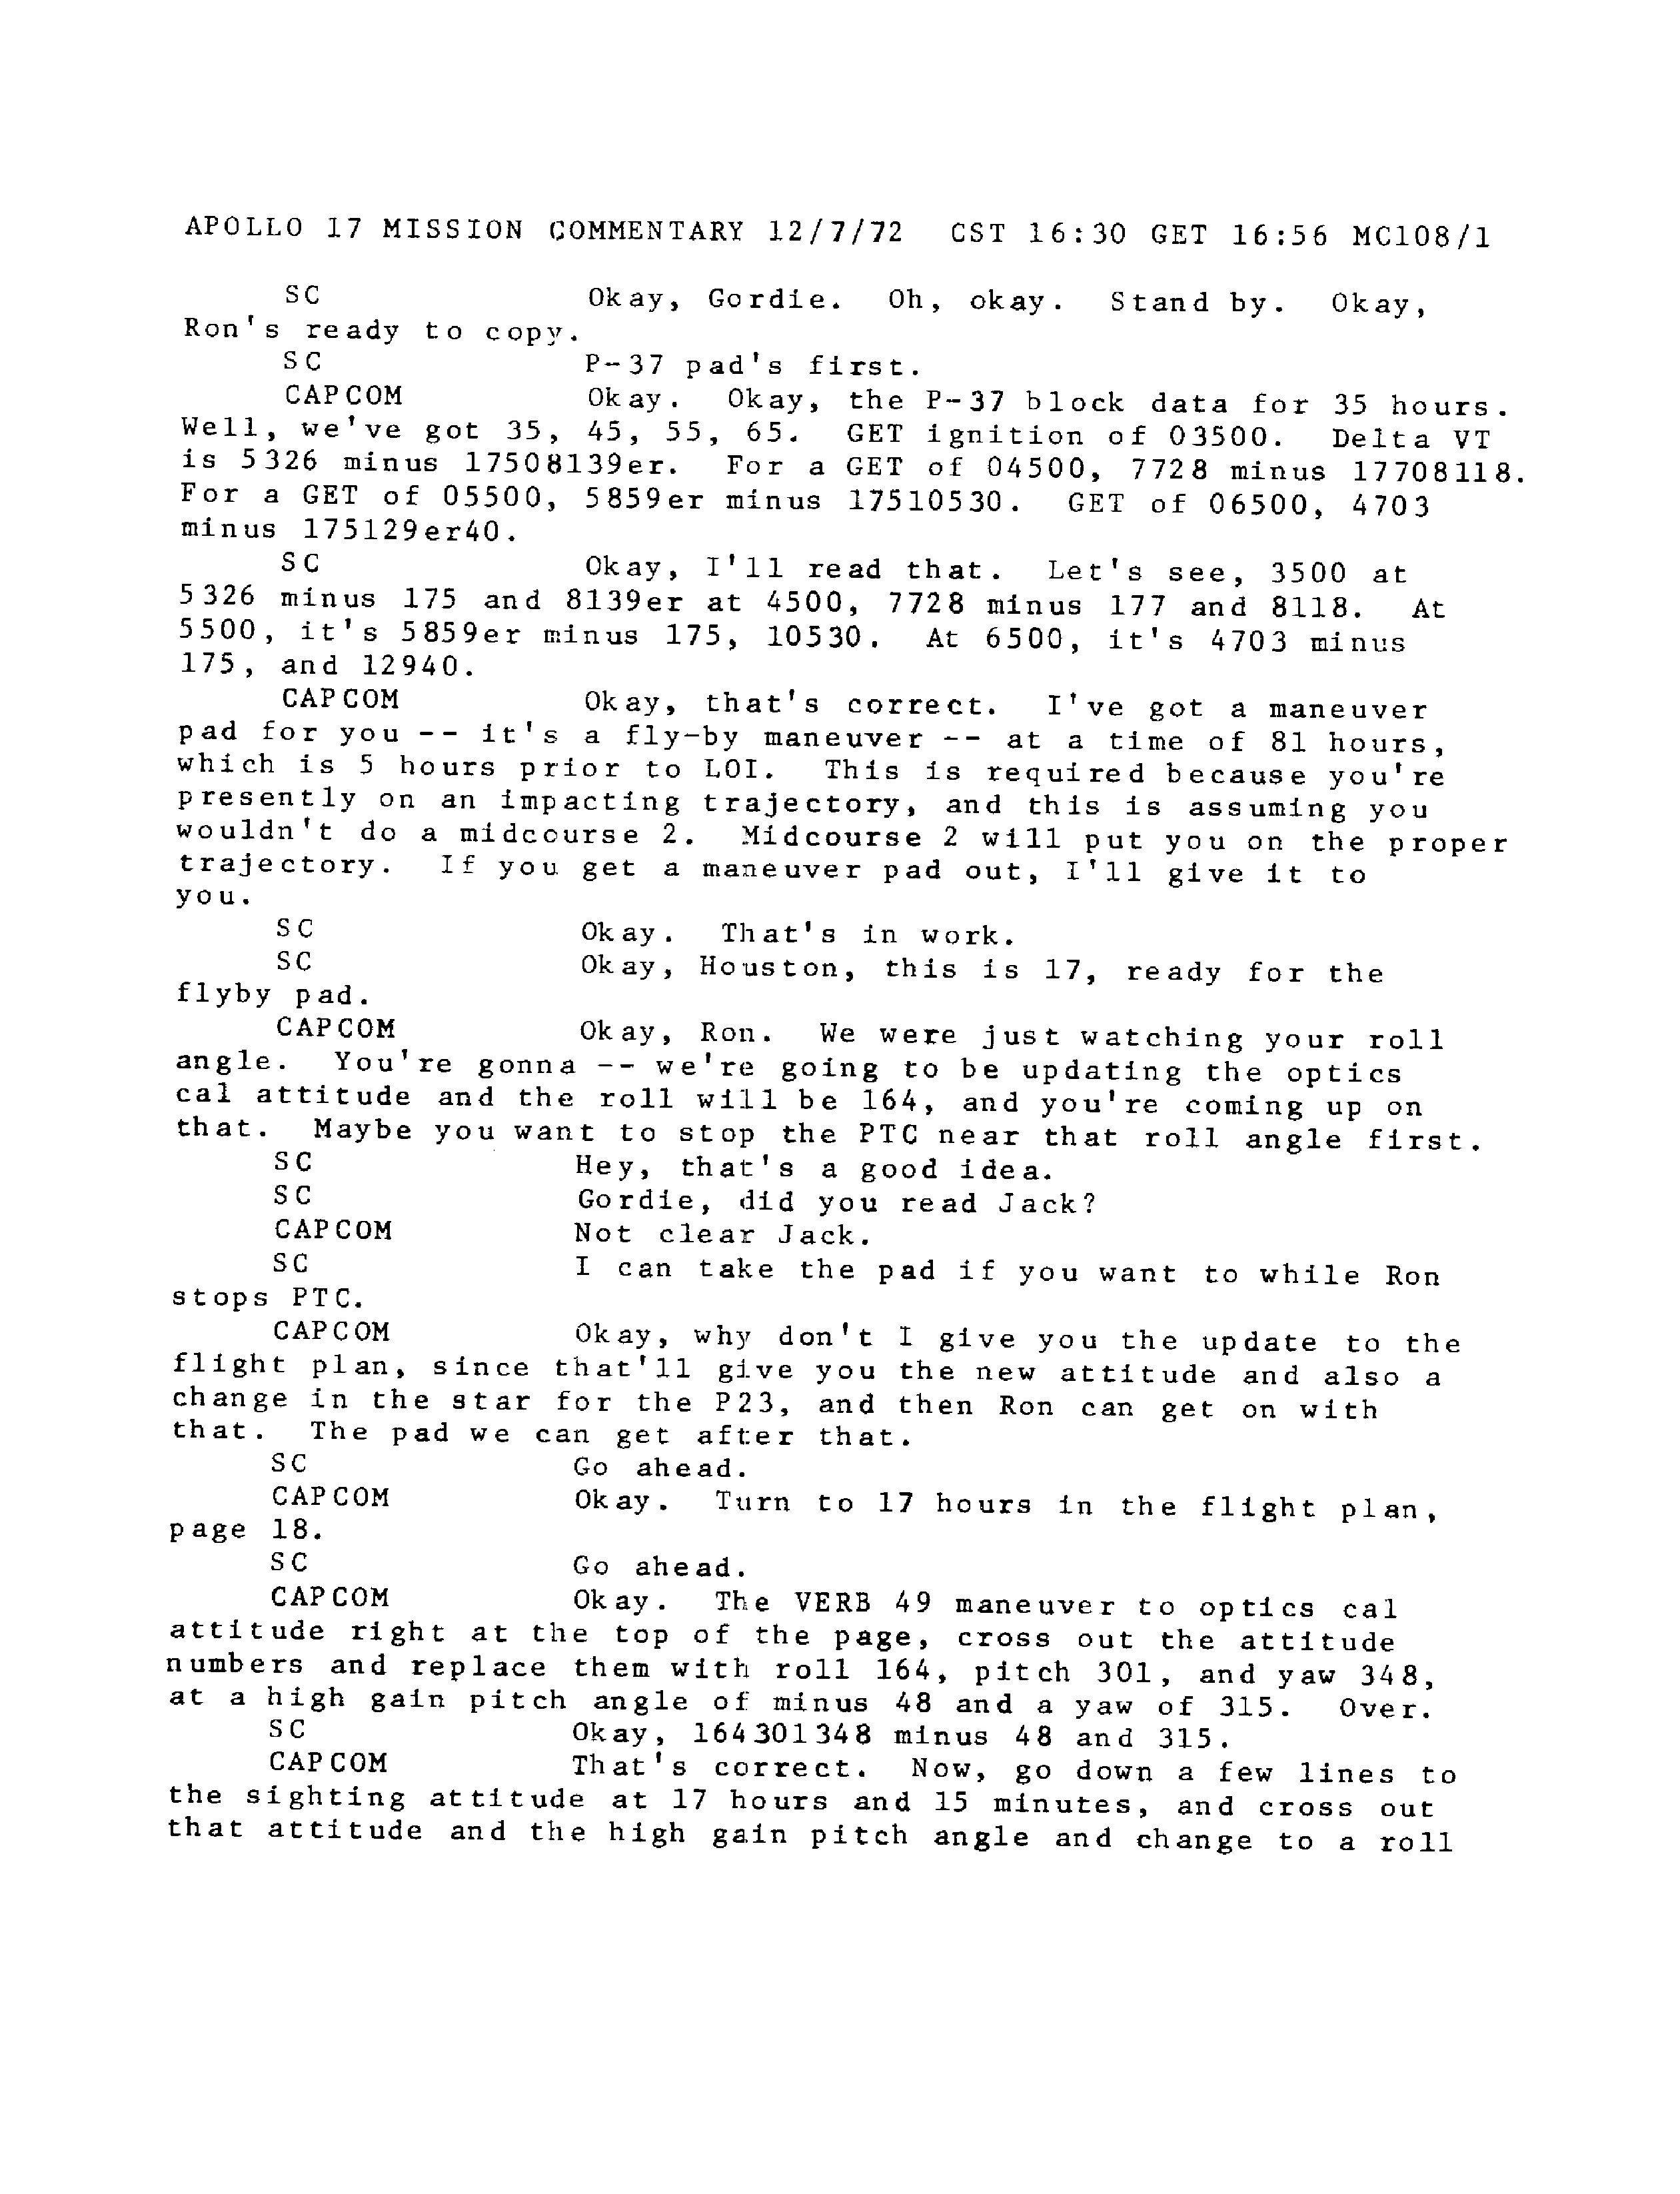 APOLLO 17 MISSION COMMENTARY 12/7/72 CST 16:30 GET 16:56 MC108/1
SC Okay, Gordie. Oh, okay. Stand by. Okay,
Ron's ready to copy.
SC P-37 pad's first.
CAPCOM Okay. Okay, the P-37 block data for 35 hours.
Well, we've got 35, 45, 55, 65. GET ignition of 03500. Delta VT
is 5326 minus 17508139er. For a GET of 04500, 7728 minus 17708118.
For a GET of 05500, 5859er minus 17510530. GET of 06500, 4703
minus 175129er40.
SC Okay, I'll read that. Let's see, 3500 at
5326 minus 175 and 8139er at 4500, 7728 minus 177 and 8118. At
5500, it's 5859er minus 175, 10530. At 6500, it's 4703 minus
175, and 12940.
CAPCOM Okay, that's correct. I've got a maneuver
pad for you -- it's a fly-by maneuver -- at a time of 81 hours,
which is 5 hours prior to LOI. This is required because you're
presently on an impacting trajectory, and this is assuming you
wouldn't do a midcourse 2. Midcourse 2 will put you on the proper
trajectory. If you get a maneuver pad out, I'll give it to
you.
SC Okay. That's in work.
SC Okay, Houston, this is 17, ready for the
flyby pad.
CAPCOM Okay, Ron. We were just watching your roll
angle. You're gonna -- we're going to be updating the optics
cal attitude and the roll will be 164, and you're coming up on
that. Maybe you want to stop the PTC near that roll angle first.
SC Hey, that's a good idea.
SC Gordie, did you read Jack?
CAPCOM Not clear Jack.
SC I can take the pad if you want to while Ron
stops PTC.
CAPCOM Okay, why don't I give you the update to the
flight plan, since that'll give you the new attitude and also a
change in the star for the P23, and then Ron can get on with
that. The pad we can get after that.
SC Go ahead.
CAPCOM Okay. Turn to 17 hours in the flight plan,
page 18.
SC Go ahead.
CAPCOM Okay. The VERB 49 maneuver to optics cal
attitude right at the top of the page, cross out the attitude
numbers and replace them with roll 164, pitch 301, and yaw 348,
at a high gain pitch angle of minus 48 and a yaw of 315. Over.
SC Okay, 164301348 minus 48 and 315.
CAPCOM That's correct. Now, go down a few lines to
the sighting attitude at 17 hours and 15 minutes, and cross out
that attitude and the high gain pitch angle and change to a roll